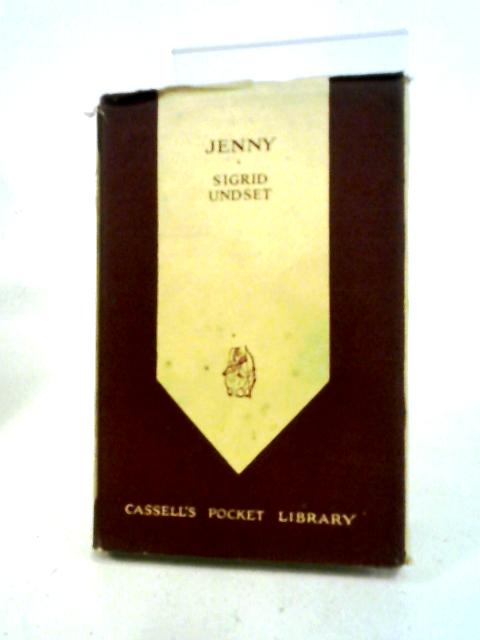 JENNY
SIGRID
UNDSET
CASSELL'S POCKET LIBRARY